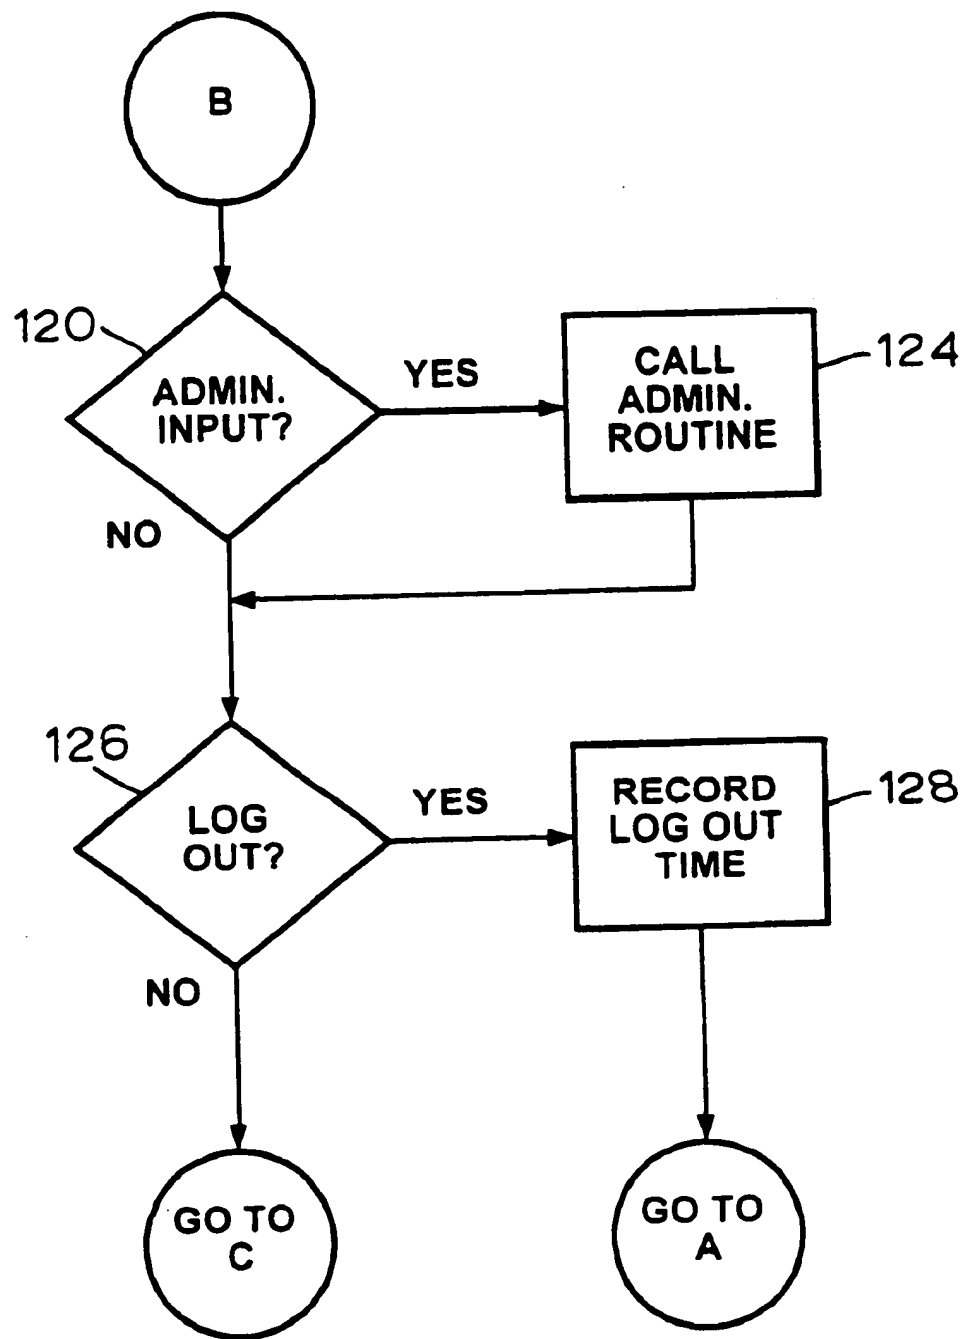 B
120
ADMIN.
INPUT?
YES
CALL
ADMIN.
ROUTINE
124
NO
126
LOG
OUT?
YES
RECORD
LOG OUT
TIME
128
NO
GO TO
C
GO TO
A